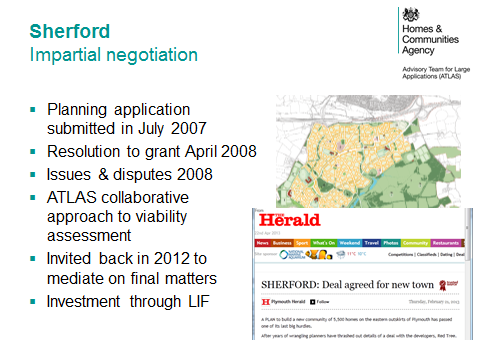 Sherford
Impartial negotiation
Homes &
Communities
Agency
Advisory Team for Large
Applications (ATLAS)
Planning application
submitted in July 2007
Resolution to grant April 2008
Issues & disputes 2008
ATLAS collaborative
approach to viability
assessment
Invited back in 2012 to
mediate on final matters
Investment through LIF
Herald
News Business Sport What's On Weekend Travel Photos Community Restaurants
Competitions | Classifieds | Dating | Deal
SHERFORD: Deal agreed for new town
Plymouth Herald Follow
A PLAN to build a new community of 5,500 homes on the eastern outskirts of Plymouth has passed
one of its last big hurdles.
After years of wrangling planners have thrashed out details of a deal with the developers, Red Tree.